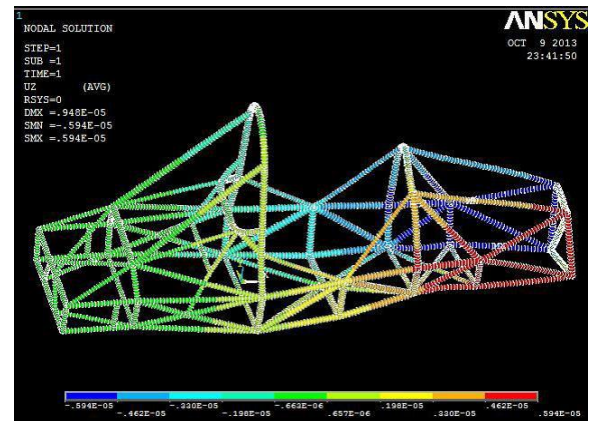 1
NODAL SOLUTION
STEP=1
SUB =1
TIME=1
UZ (AVG)
RSYS=0
DMX =.948E-05
SMN =-.594E-05
SMX =.594E-05
ANSYS
OCT 9 2013
23:41:50
-.594E-05 -.330E-05 -.663E-06 .198E-05 .462E-05
-.462E-05 -.198E-05 .657E-06 .330E-05 .594E-05